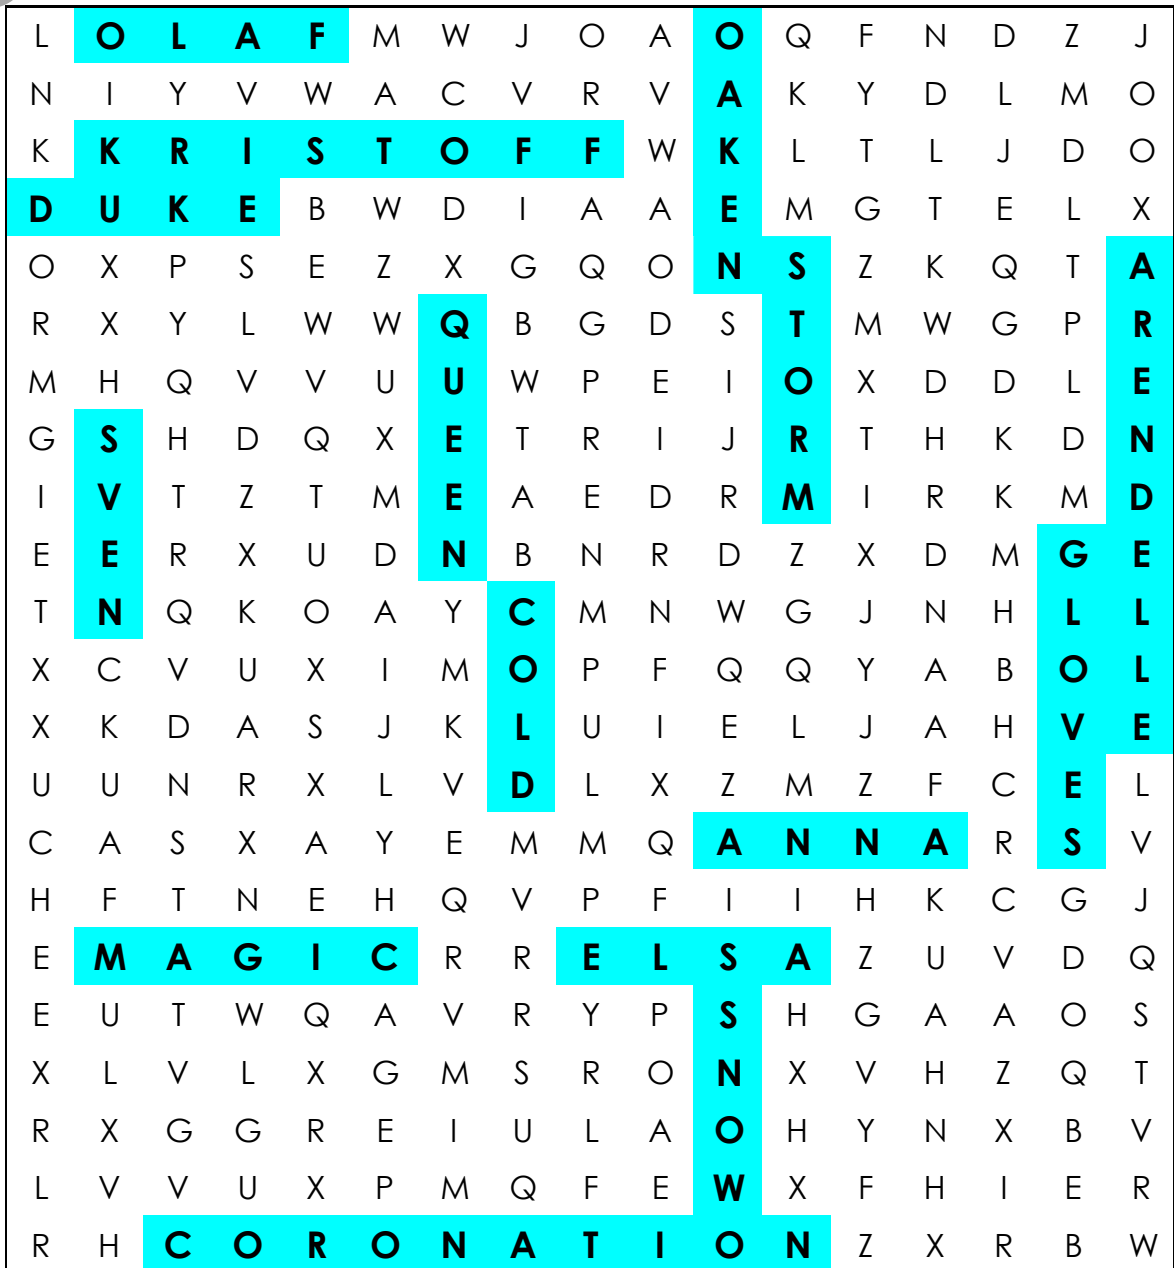 L O L A F M W J O A O Q F N D Z J
N I Y V W A C V R V A K Y D L M O
K K R I S T O F F W K L T L J D O
D U K E B W D I A A E M G T E L X
O X P S E Z X G Q O N S Z K Q T A
R X Y L W W Q B G D S T M W G P R
M H Q V V U U W P E I O X D D L E
G S H D Q X E T R I J R T H K D N
I V T Z T M E A E D R M I R K M D
E E R X U D N B N R D Z X D M G E
T N Q K O A Y C M N W G J N H L L
X C V U X I M O P F Q Q Y A B O L
X K D A S J K L U I E L J A H V E
U U N R X L V D L X Z M Z F C E L
C A S X A Y E M M Q A N N A R S V
H F T N E H Q V P F I I H K C G J
E M A G I C R R E L S A Z U V D Q
E U T W Q A V R Y P S H G A A O S
X L V L X G M S R O N X V H Z Q T
R X G G R E I U L A O H Y N X B V
L V V U X P M Q F E W X F H I E R
R H C O R O N A T I O N Z X R B W